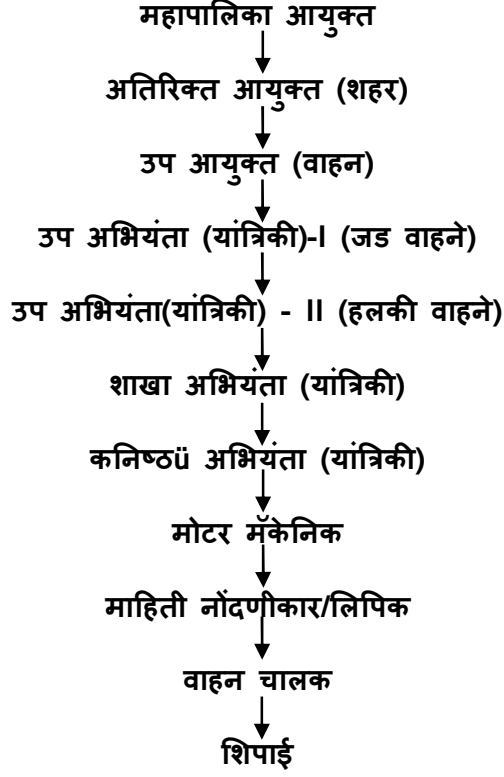 महापालिका आयुक्त
अतिरिक्त आयुक्त (शहर)
उप आयुक्त (वाहन)
उप अभियंता (यांत्रिकी)-I (जड वाहने)
उप अभियंता(यांत्रिकी) - II (हलकी वाहने)
शाखा अभियंता (यांत्रिकी)
कनिष्ठü अभियंता (यांत्रिकी)
मोटर मॅकेनिक
माहिती नोंदणीकार/लिपिक
वाहन चालक
शिपाई